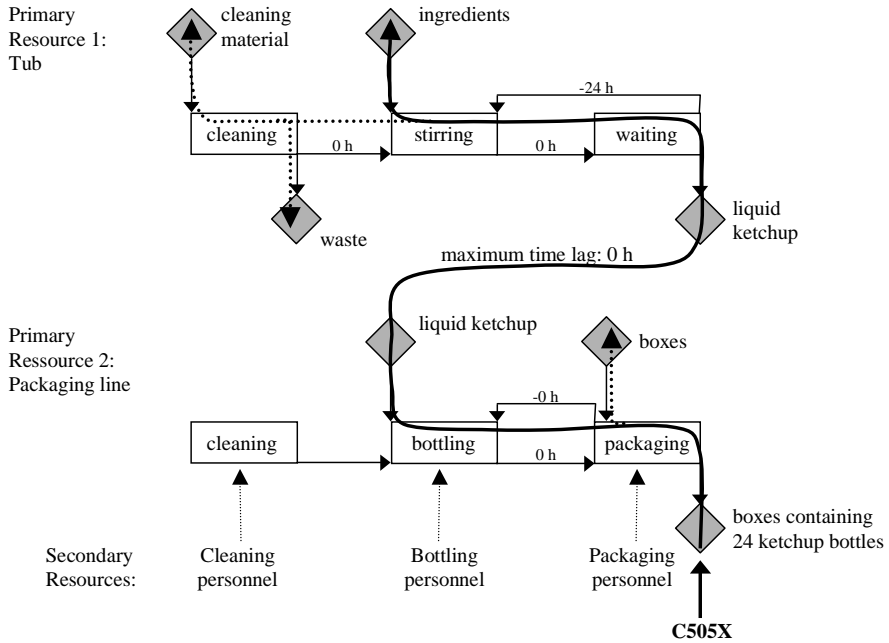 Primary
Resource 1:
Tub
cleaning
material
ingredients
-24 h
cleaning
stirring
waiting
0 h
0 h
waste
liquid
ketchup
maximum time lag: 0 h
Primary
Ressource 2:
Packaging line
liquid ketchup
boxes
-0 h
cleaning
bottling
packaging
0 h
boxes containing
24 ketchup bottles
Secondary
Resources:
Cleaning
personnel
Bottling
personnel
Packaging
personnel
C505X